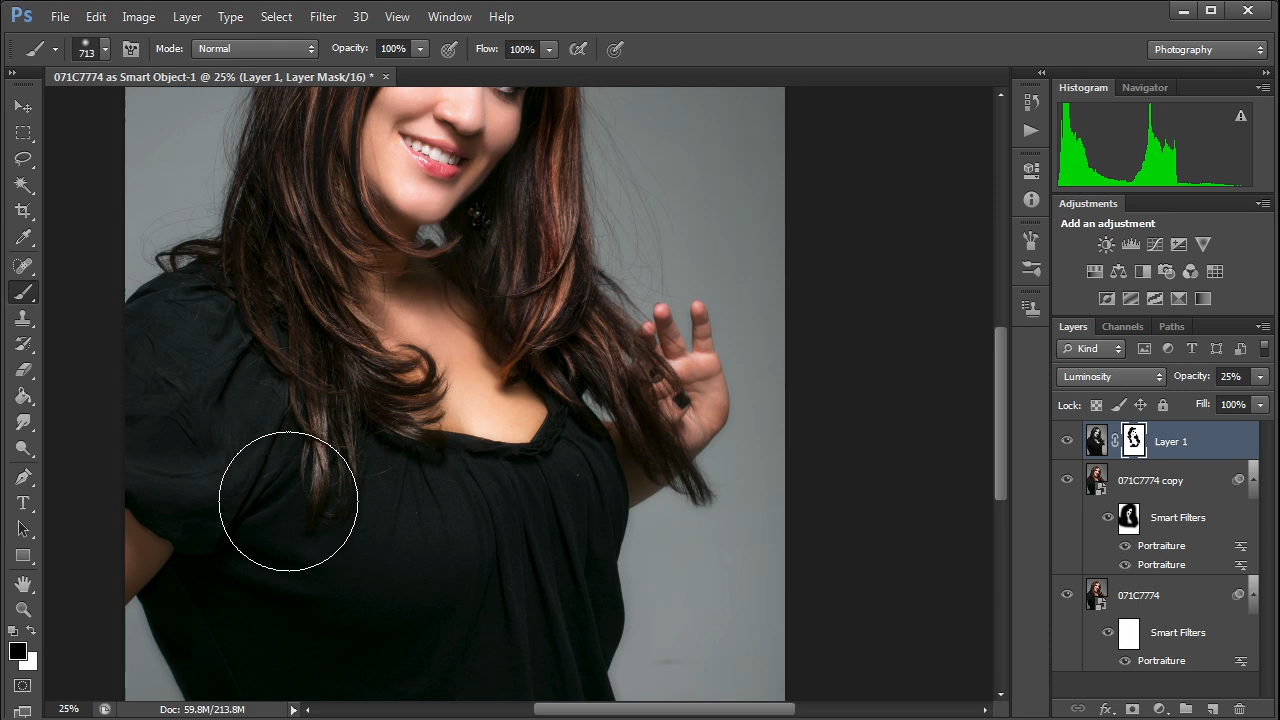 Ps File Edit Image Layer Type Select Filter 3D View Window Help
713 Mode: Normal Opacity: 100% Flow: 100% Photography
071C7774 as Smart Object-1 @ 25% (Layer 1, Layer Mask/16) * ×
Histogram Navigator
Adjustments
Add an adjustment
Layers Channels Paths
Kind
Luminosity Opacity: 25%
Lock: Fill: 100%
Layer 1
071C7774 copy
Smart Filters
Portraiture
Portraiture
071C7774
Smart Filters
Portraiture
25% Doc: 59.8M/213.8M